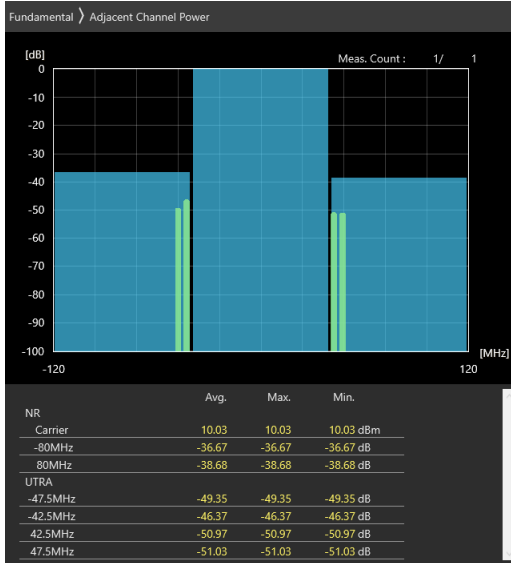 Fundamental 〉 Adjacent Channel Power
[dB]
Meas. Count : 1/ 1
0
-10
-20
-30
-40
-50
-60
-70
-80
-90
-100
[MHz]
-120 120
Avg. Max. Min.
NR
Carrier 10.03 10.03 10.03 dBm
-80MHz -36.67 -36.67 -36.67 dB
80MHz -38.68 -38.68 -38.68 dB
UTRA
-47.5MHz -49.35 -49.35 -49.35 dB
-42.5MHz -46.37 -46.37 -46.37 dB
42.5MHz -50.97 -50.97 -50.97 dB
47.5MHz -51.03 -51.03 -51.03 dB